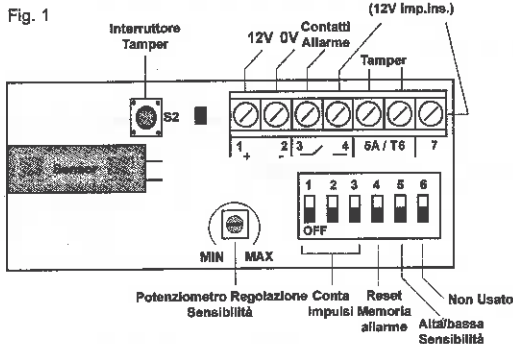 Fig. 1
(12V imp.ins.)
Interruttore
Tamper
12V 0V
Contatti
Allarme
Tamper
S2
1 2 3 4 5A / T6 7
+ -
Sensor
1 2 3 4 5 6
OFF
MIN MAX
Potenziometro Regolazione
Sensibilità
Conta
impulsi
Reset
Memoria
allarme
Non Usato
Alta/bassa
Sensibilità